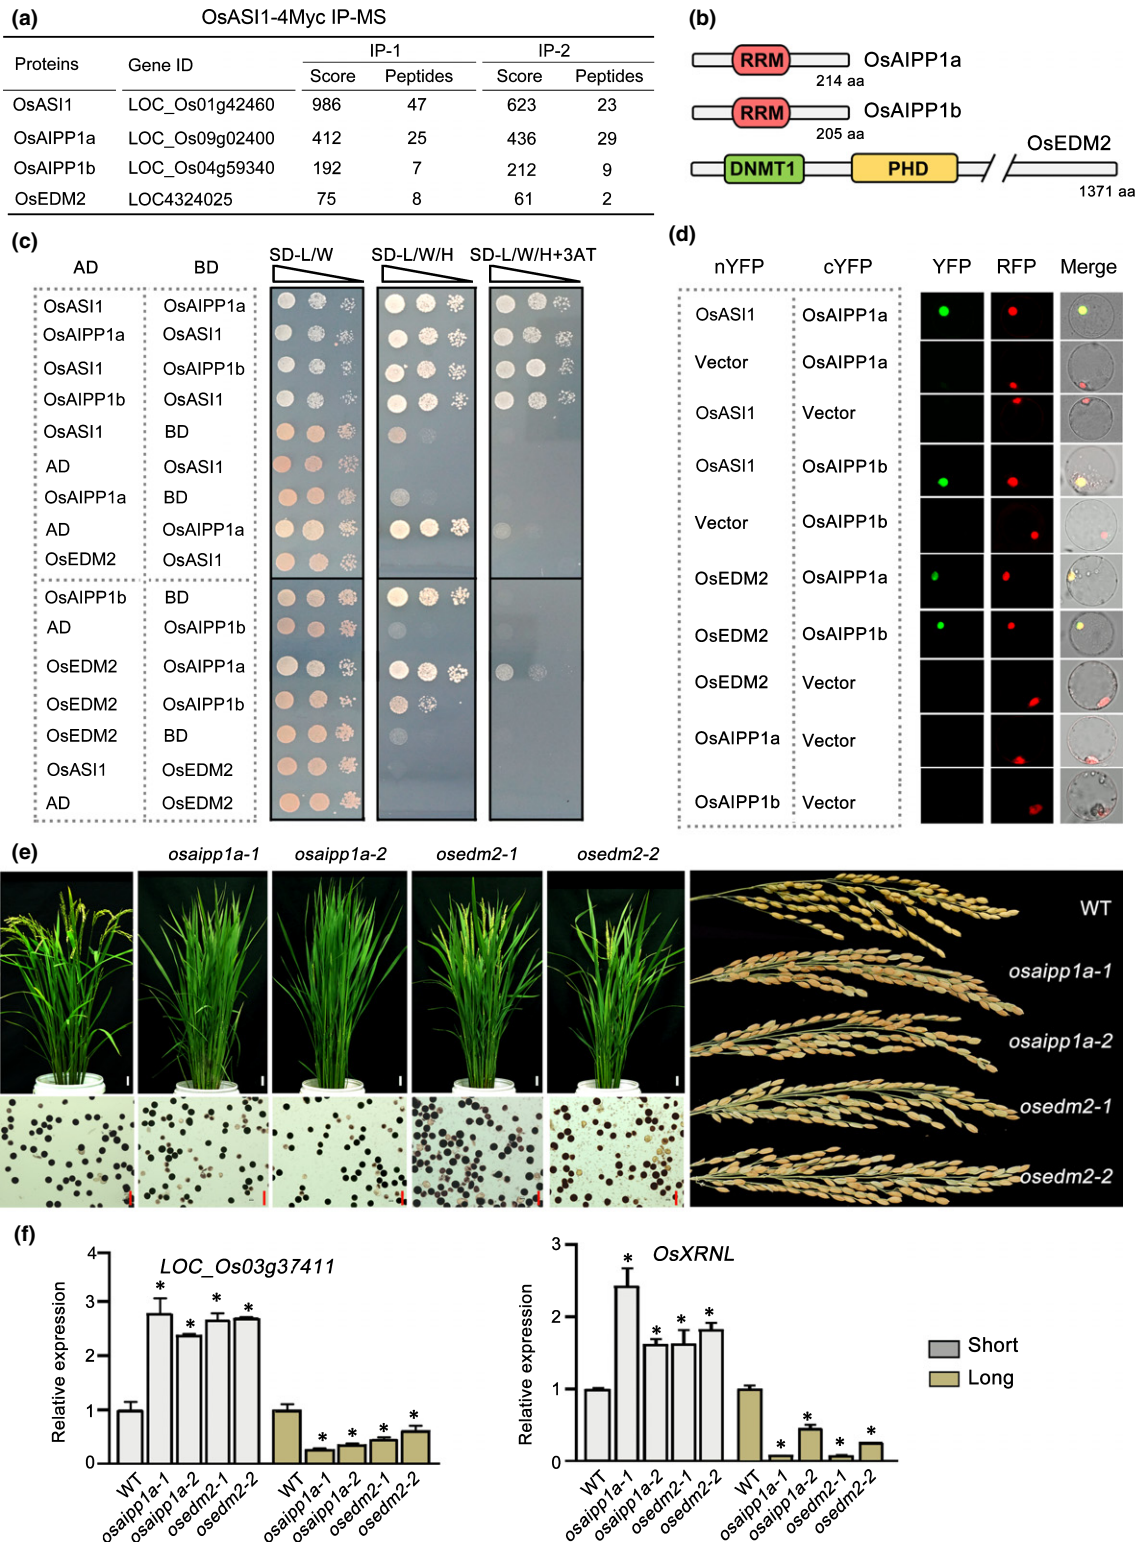 (a)
OsASI1-4Myc IP-MS
Proteins Gene ID IP-1 IP-2
Score Peptides Score Peptides
OsASI1 LOC_Os01g42460 986 47 623 23
OsAIPP1a LOC_Os09g02400 412 25 436 29
OsAIPP1b LOC_Os04g59340 192 7 212 9
OsEDM2 LOC4324025 75 8 61 2
(b)
RRM OsAIPP1a
214 aa
RRM OsAIPP1b
205 aa
OsEDM2
DNMT1 PHD
1371 aa
(c)
SD-L/W SD-L/W/H SD-L/W/H+3AT
AD BD
OsASI1 OsAIPP1a
OsAIPP1a OsASI1
OsASI1 OsAIPP1b
OsAIPP1b OsASI1
OsASI1 BD
AD OsASI1
OsAIPP1a BD
AD OsAIPP1a
OsEDM2 OsASI1
OsAIPP1b BD
AD OsAIPP1b
OsEDM2 OsAIPP1a
OsEDM2 OsAIPP1b
OsEDM2 BD
OsASI1 OsEDM2
AD OsEDM2
(d)
nYFP cYFP YFP RFP Merge
OsASI1 OsAIPP1a
Vector OsAIPP1a
OsASI1 Vector
OsASI1 OsAIPP1b
Vector OsAIPP1b
OsEDM2 OsAIPP1a
OsEDM2 OsAIPP1b
OsEDM2 Vector
OsAIPP1a Vector
OsAIPP1b Vector
(e)
osaipp1a-1 osaipp1a-2 osedm2-1 osedm2-2
WT
osaipp1a-1
osaipp1a-2
osedm2-1
osedm2-2
(f)
LOC_Os03g37411
Relative expression
4
3
2
1
0
* * * * * * * *
WT osaipp1a-1 osaipp1a-2 osedm2-1 osedm2-2 WT osaipp1a-1 osaipp1a-2 osedm2-1 osedm2-2
OsXRNL
Relative expression
3
2
1
0
* * * * * * * *
WT osaipp1a-1 osaipp1a-2 osedm2-1 osedm2-2 WT osaipp1a-1 osaipp1a-2 osedm2-1 osedm2-2
Short
Long